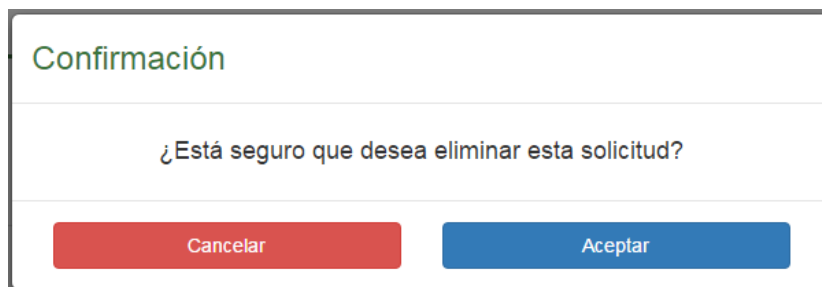 Confirmación
¿Está seguro que desea eliminar esta solicitud?
Cancelar
Aceptar